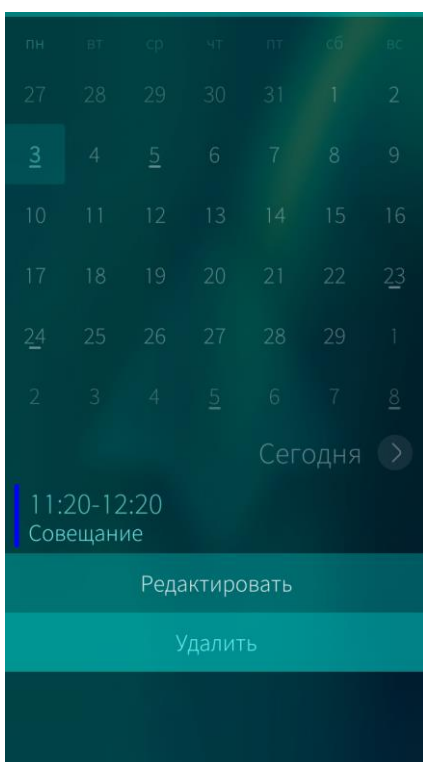 пн вт ср чт пт сб вс
27 28 29 30 31 1 2
3 4 5 6 7 8 9
10 11 12 13 14 15 16
17 18 19 20 21 22 23
24 25 26 27 28 29 1
2 3 4 5 6 7 8
Сегодня
11:20-12:20
Совещание
Редактировать
Удалить